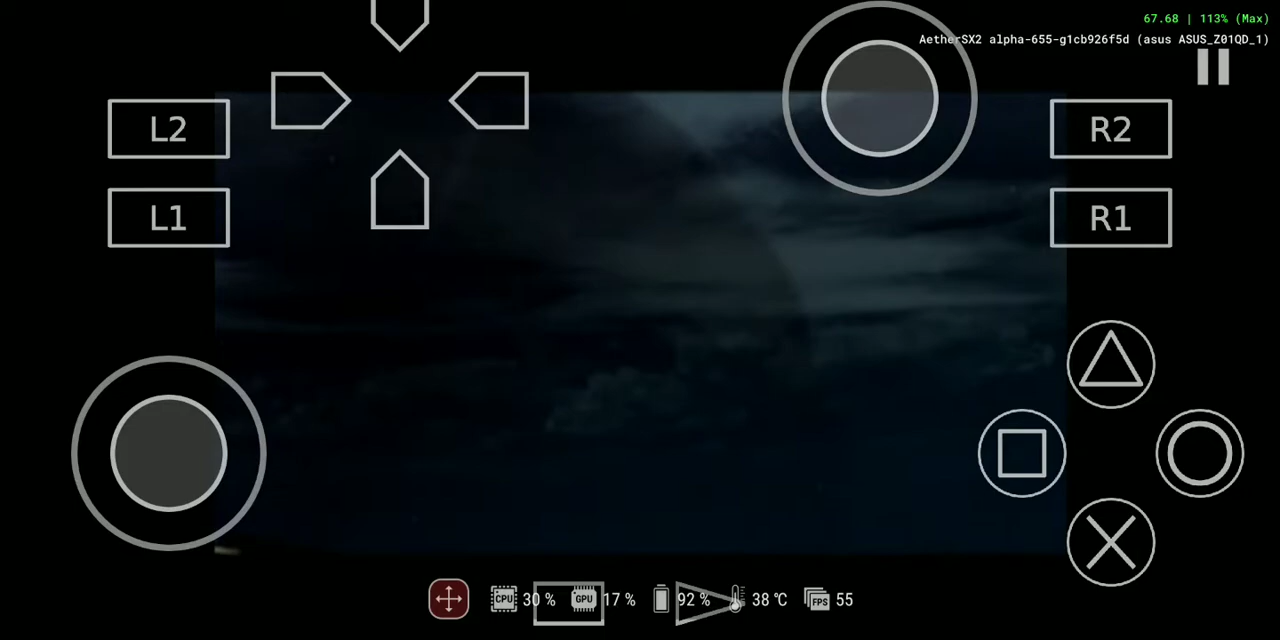 67.68 | 113% (Max)
AetherSX2 alpha-655-g1cb926f5d (asus ASUS_Z01QD_1)
L2
R2
L1
R1
CPU 30 % GPU 17 % 92 % 38 °C FPS 55